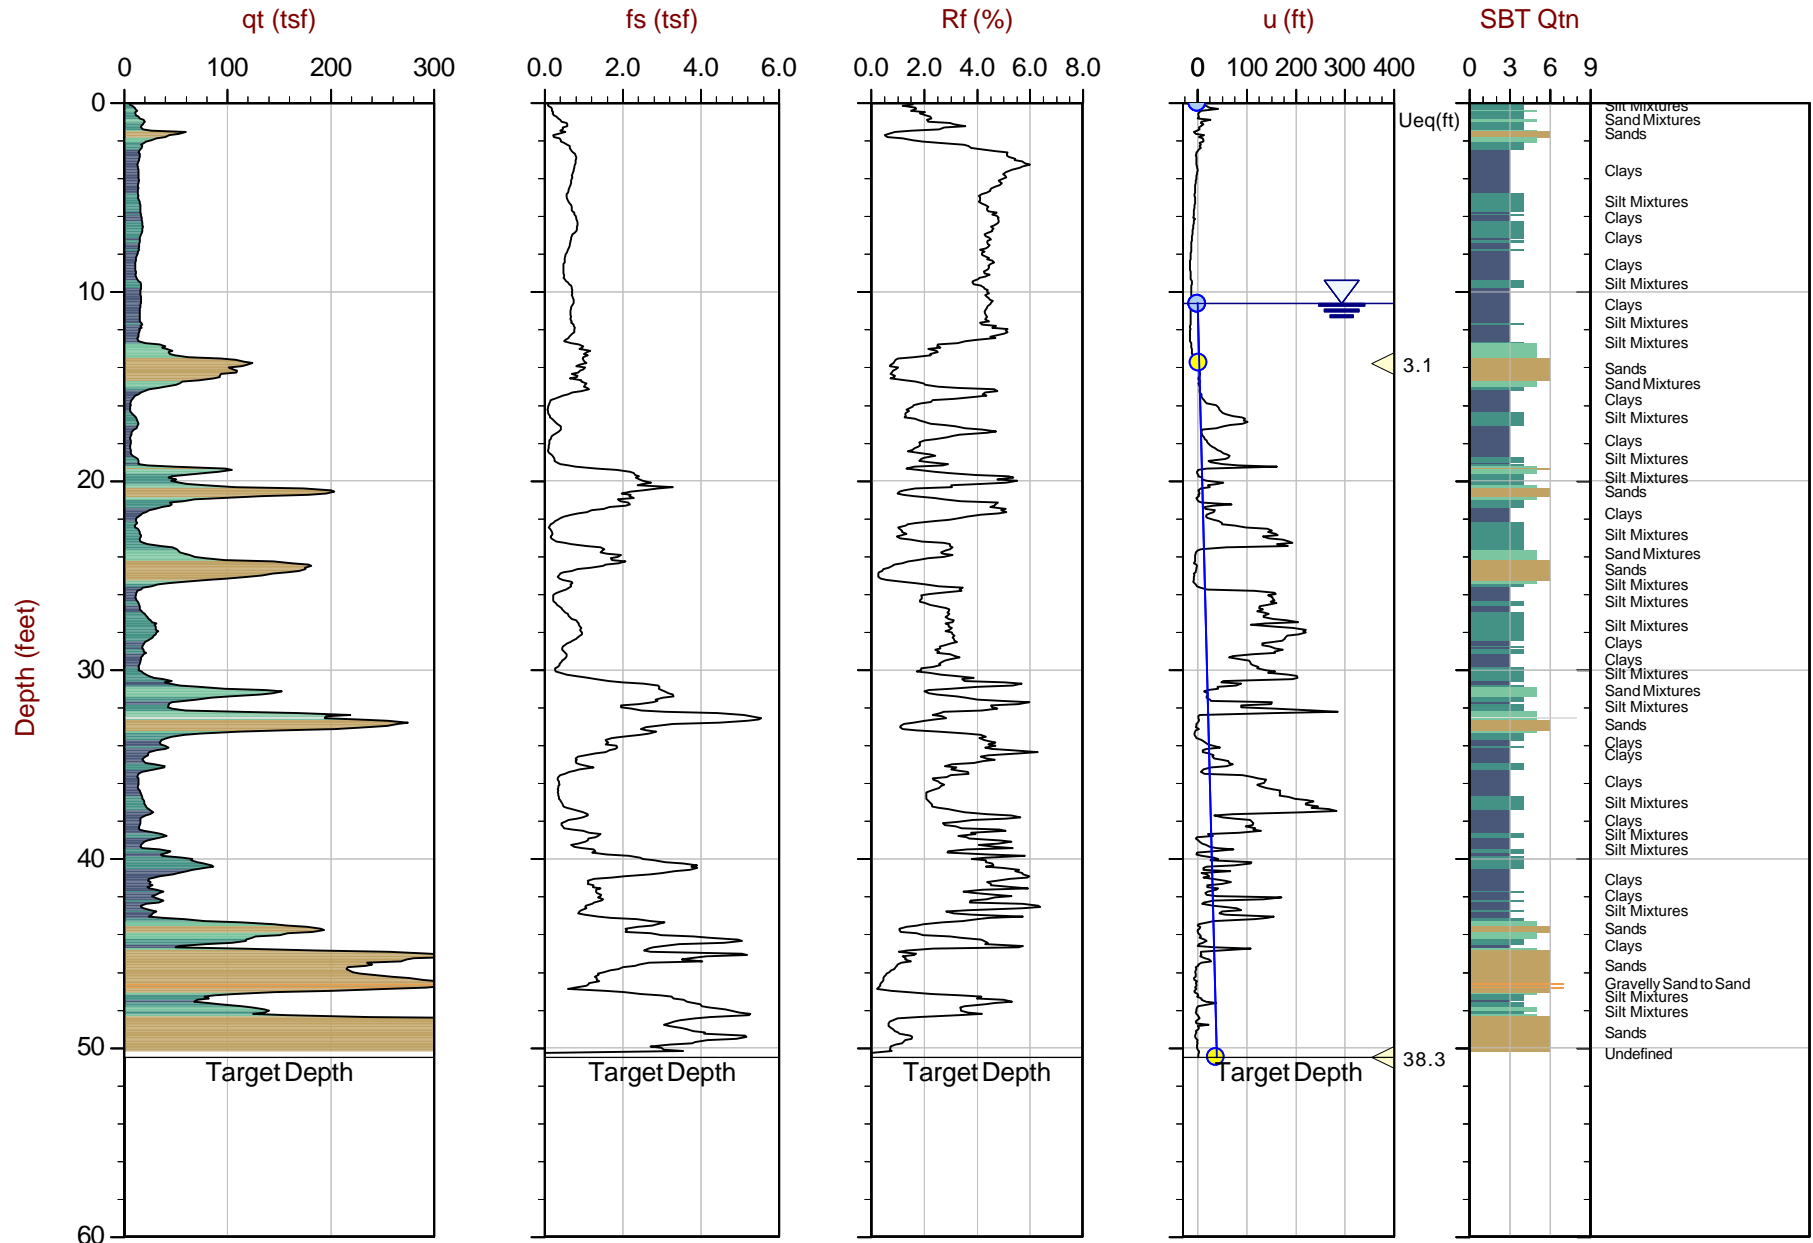 qt (tsf) fs (tsf) Rf (%) u (ft) SBT Qtn
0 100 200 300 0.0 2.0 4.0 6.0 0.0 2.0 4.0 6.0 8.0 0 100 200 300 400 0 3 6 9
0
Silt Mixtures
Ueq(ft) Sand Mixtures
Sands
Clays
Silt Mixtures
Clays
Clays
Clays
Silt Mixtures
10
Clays
Silt Mixtures
Silt Mixtures
3.1 Sands
Sand Mixtures
Clays
Silt Mixtures
Clays
Silt Mixtures
Silt Mixtures
20
Sands
Clays
Silt Mixtures
Sand Mixtures
Sands
Silt Mixtures
Silt Mixtures
Silt Mixtures
Clays
Clays
30
Silt Mixtures
Sand Mixtures
Silt Mixtures
Depth (feet)
Sands
Clays
Clays
Clays
Silt Mixtures
Clays
Silt Mixtures
Silt Mixtures
40
Clays
Clays
Silt Mixtures
Sands
Clays
Sands
Gravelly Sand to Sand
Silt Mixtures
Silt Mixtures
Sands
50
38.3 Undefined
Target Depth Target Depth Target Depth Target Depth
60